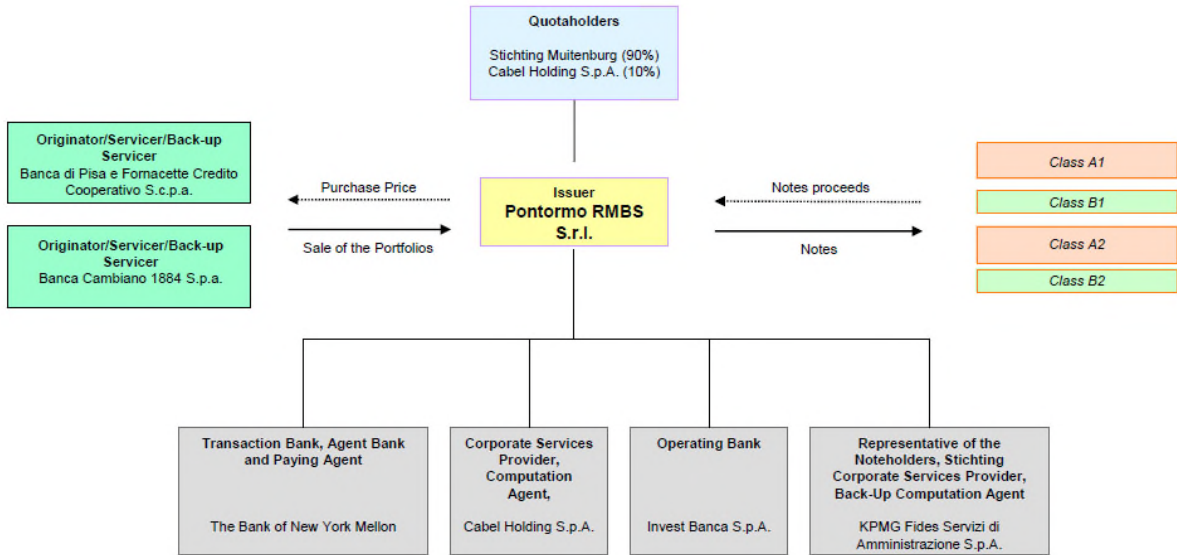 Quotaholders
Stichting Muitenburg (90%)
Cabel Holding S.p.A. (10%)
Originator/Servicer/Back-up
Servicer
Banca di Pisa e Fornacette Credito
Cooperativo S.c.p.a.
Originator/Servicer/Back-up
Servicer
Banca Cambiano 1884 S.p.a.
Purchase Price
Sale of the Portfolios
Issuer
Pontormo RMBS
S.r.l.
Notes proceeds
Notes
Class A1
Class B1
Class A2
Class B2
Transaction Bank, Agent Bank
and Paying Agent
The Bank of New York Mellon
Corporate Services
Provider,
Computation
Agent,
Cabel Holding S.p.A.
Operating Bank
Invest Banca S.p.A.
Representative of the
Noteholders, Stichting
Corporate Services Provider,
Back-Up Computation Agent
KPMG Fides Servizi di
Amministrazione S.p.A.